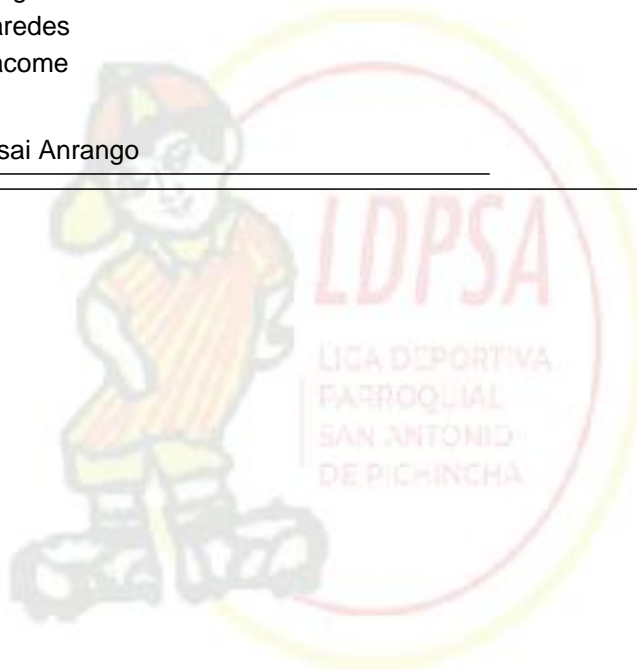 aredes
acome
sai Anrango
LDPSA
LIGA DEPORTIVA
PARROQUIAL
SAN ANTONIO
DE PICHINCHA